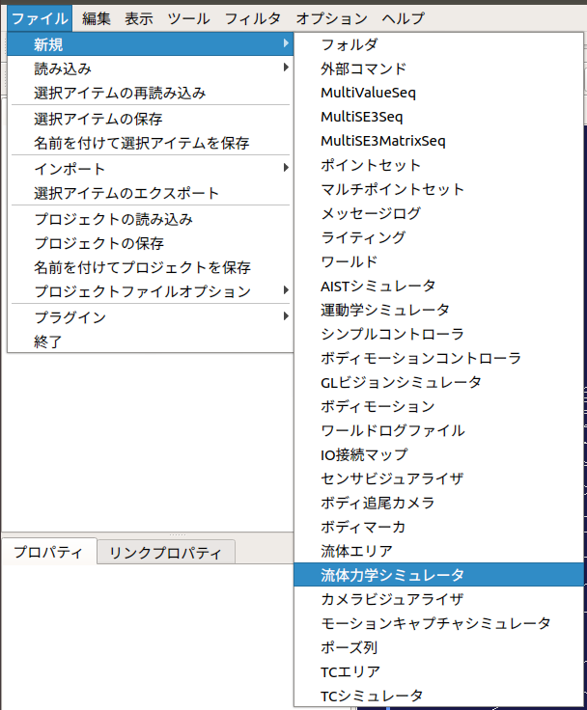 ファイル 編集 表示 ツール フィルタ オプション ヘルプ
新規
読み込み
選択アイテムの再読み込み
選択アイテムの保存
名前を付けて選択アイテムを保存
インポート
選択アイテムのエクスポート
プロジェクトの読み込み
プロジェクトの保存
名前を付けてプロジェクトを保存
プロジェクトファイルオプション
プラグイン
終了
フォルダ
外部コマンド
MultiValueSeq
MultiSE3Seq
MultiSE3MatrixSeq
ポイントセット
マルチポイントセット
メッセージログ
ライティング
ワールド
AISTシミュレータ
運動学シミュレータ
シンプルコントローラ
ボディモーションコントローラ
GLビジョンシミュレータ
ボディモーション
ワールドログファイル
IO接続マップ
センサビジュアライザ
ボディ追尾カメラ
ボディマーカ
流体エリア
流体力学シミュレータ
カメラビジュアライザ
モーションキャプチャシミュレータ
ポーズ列
TCエリア
TCシミュレータ
プロパティ リンクプロパティ